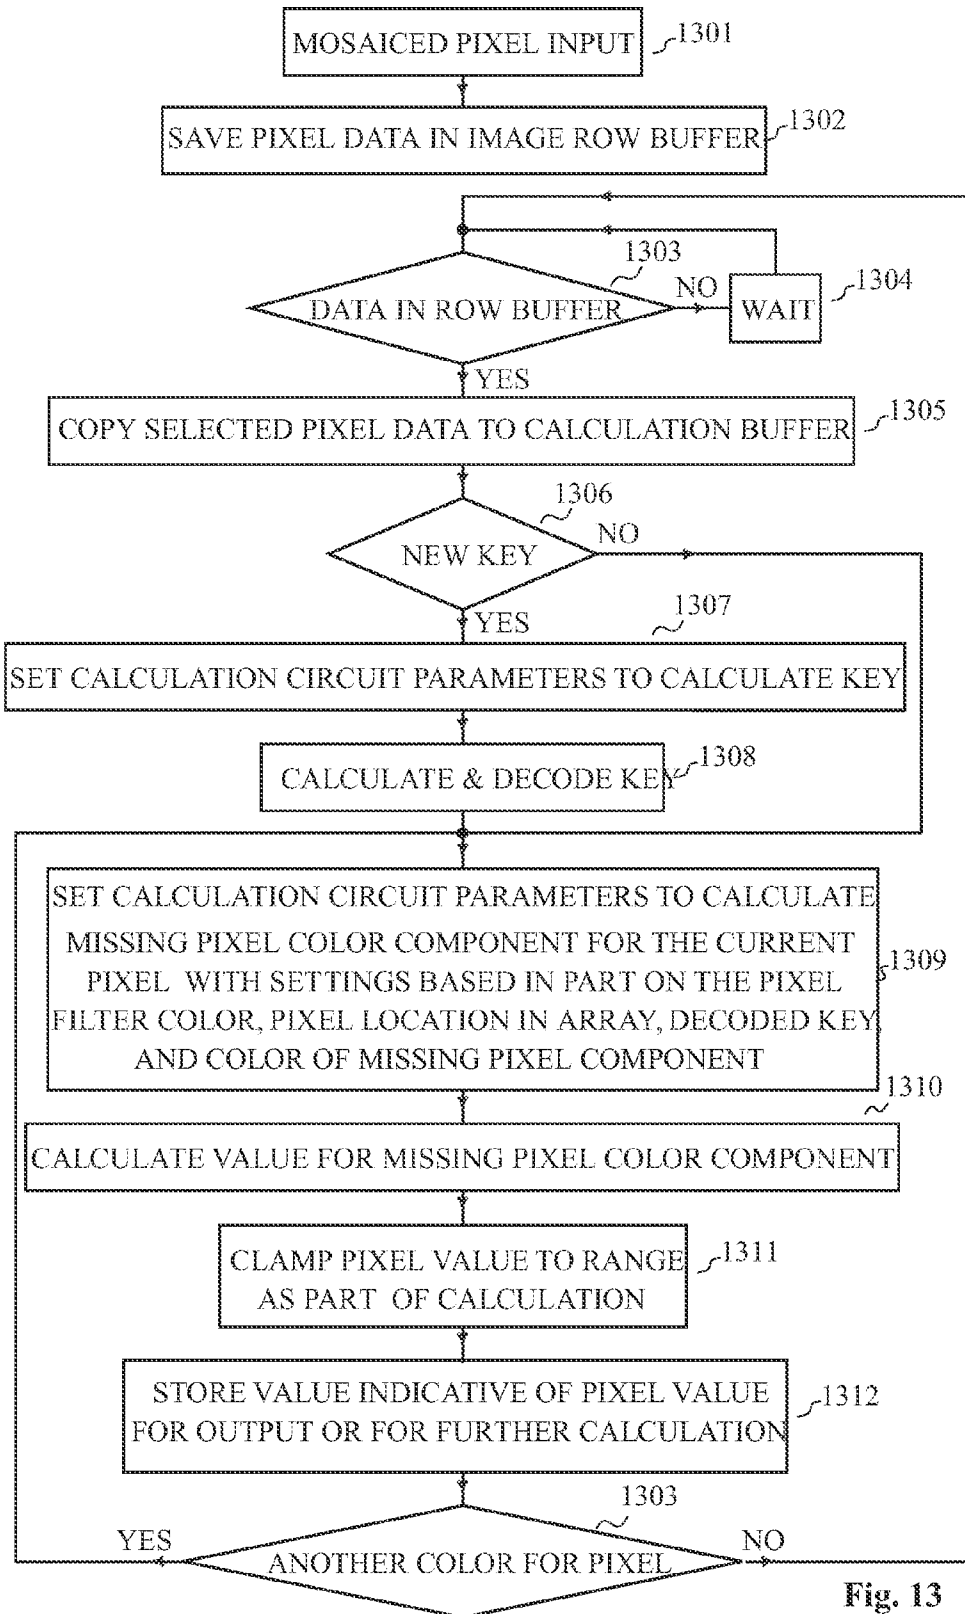 MOSAICED PIXEL INPUT
1301
SAVE PIXEL DATA IN IMAGE ROW BUFFER
1302
1303
DATA IN ROW BUFFER
NO
WAIT
1304
YES
COPY SELECTED PIXEL DATA TO CALCULATION BUFFER
1305
1306
NEW KEY
NO
YES
1307
SET CALCULATION CIRCUIT PARAMETERS TO CALCULATE KEY
CALCULATE & DECODE KEY
1308
SET CALCULATION CIRCUIT PARAMETERS TO CALCULATE
MISSING PIXEL COLOR COMPONENT FOR THE CURRENT
PIXEL WITH SETTINGS BASED IN PART ON THE PIXEL
FILTER COLOR, PIXEL LOCATION IN ARRAY, DECODED KEY,
AND COLOR OF MISSING PIXEL COMPONENT
1309
1310
CALCULATE VALUE FOR MISSING PIXEL COLOR COMPONENT
CLAMP PIXEL VALUE TO RANGE
AS PART OF CALCULATION
1311
STORE VALUE INDICATIVE OF PIXEL VALUE
FOR OUTPUT OR FOR FURTHER CALCULATION
1312
1303
YES
ANOTHER COLOR FOR PIXEL
NO
Fig. 13